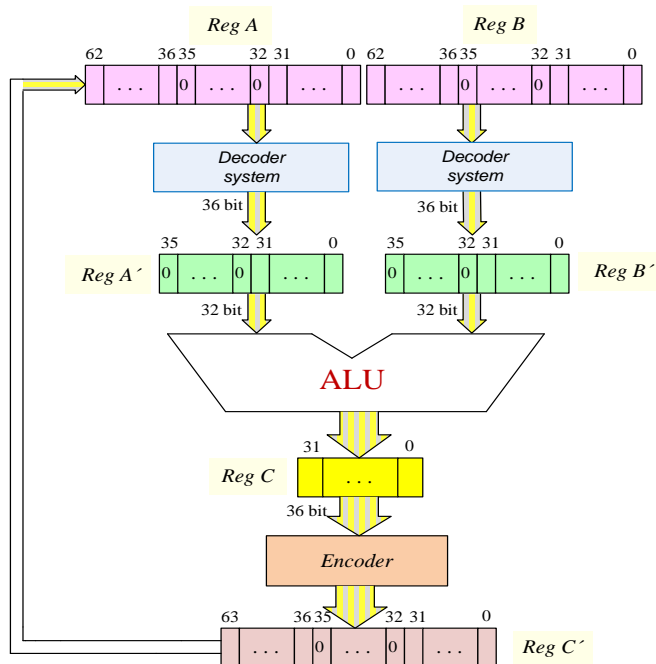 Reg A Reg B
62 36 35 32 31 0 62 36 35 32 31 0
. . . 0 . . . 0 . . . . . . 0 . . . 0 . . .
Decoder Decoder
system system
36 bit 36 bit
35 32 31 0 35 32 31 0
Reg A´ 0 . . . 0 . . . 0 . . . 0 . . . Reg B´
32 bit 32 bit
ALU
31 0
Reg C . . .
36 bit
Encoder
63 36 35 32 31 0
. . . 0 . . . 0 . . . Reg C´